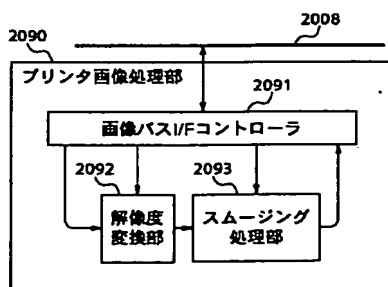 2090
2008
プリンタ画像処理部
2091
画像バスI/Fコントローラ
2092
2093
解像度
変換部
スムージング
処理部